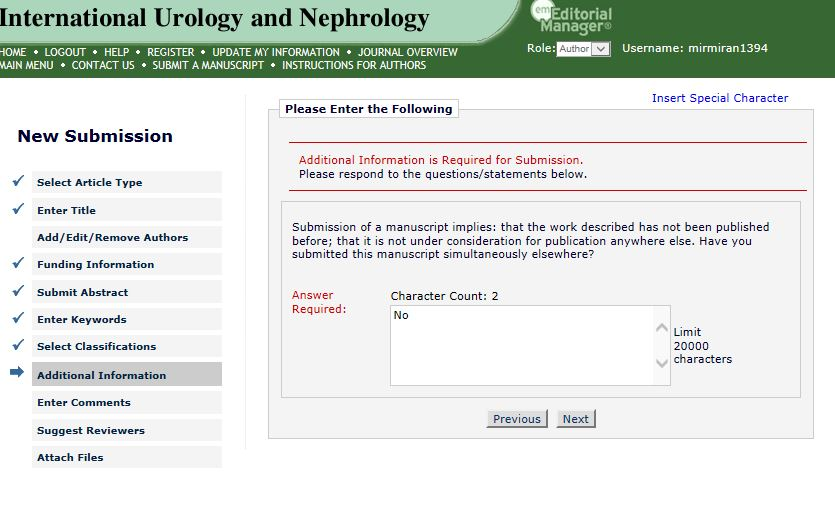 International Urology and Nephrology
em Editorial
Manager®
HOME • LOGOUT • HELP • REGISTER • UPDATE MY INFORMATION • JOURNAL OVERVIEW
MAIN MENU • CONTACT US • SUBMIT A MANUSCRIPT • INSTRUCTIONS FOR AUTHORS
Role: Author Username: mirmiran1394
Insert Special Character
New Submission
Select Article Type
Enter Title
Add/Edit/Remove Authors
Funding Information
Submit Abstract
Enter Keywords
Select Classifications
Additional Information
Enter Comments
Suggest Reviewers
Attach Files
Please Enter the Following
Additional Information is Required for Submission.
Please respond to the questions/statements below.
Submission of a manuscript implies: that the work described has not been published
before; that it is not under consideration for publication anywhere else. Have you
submitted this manuscript simultaneously elsewhere?
Answer
Required:
Character Count: 2
No
Limit
20000
characters
Previous Next